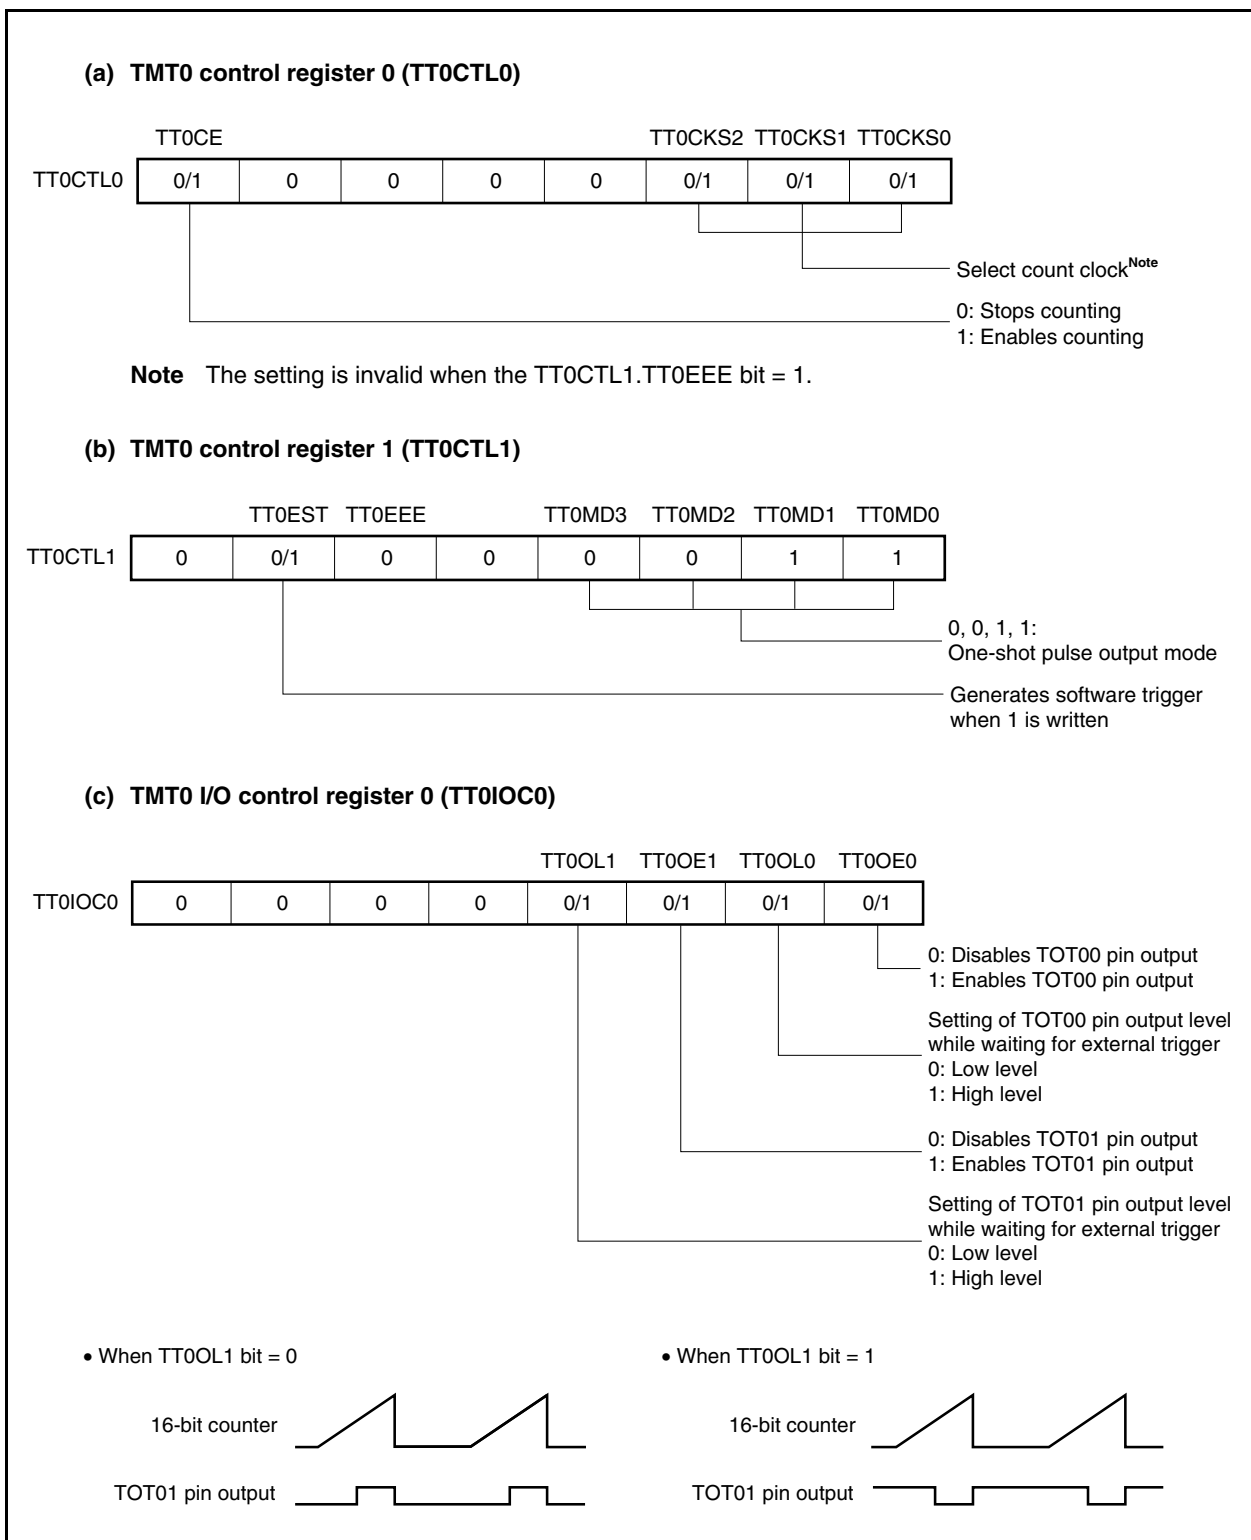 (a) TMT0 control register 0 (TT0CTL0)
TT0CE TT0CKS2 TT0CKS1 TT0CKS0
TT0CTL0 0/1 0 0 0 0 0/1 0/1 0/1
Select count clockNote
0: Stops counting
1: Enables counting
Note The setting is invalid when the TT0CTL1.TT0EEE bit = 1.
(b) TMT0 control register 1 (TT0CTL1)
TT0EST TT0EEE TT0MD3 TT0MD2 TT0MD1 TT0MD0
TT0CTL1 0 0/1 0 0 0 0 1 1
0, 0, 1, 1:
One-shot pulse output mode
Generates software trigger
when 1 is written
(c) TMT0 I/O control register 0 (TT0IOC0)
TT0OL1 TT0OE1 TT0OL0 TT0OE0
TT0IOC0 0 0 0 0 0/1 0/1 0/1 0/1
0: Disables TOT00 pin output
1: Enables TOT00 pin output
Setting of TOT00 pin output level
while waiting for external trigger
0: Low level
1: High level
0: Disables TOT01 pin output
1: Enables TOT01 pin output
Setting of TOT01 pin output level
while waiting for external trigger
0: Low level
1: High level
• When TT0OL1 bit = 0
16-bit counter
TOT01 pin output
• When TT0OL1 bit = 1
16-bit counter
TOT01 pin output